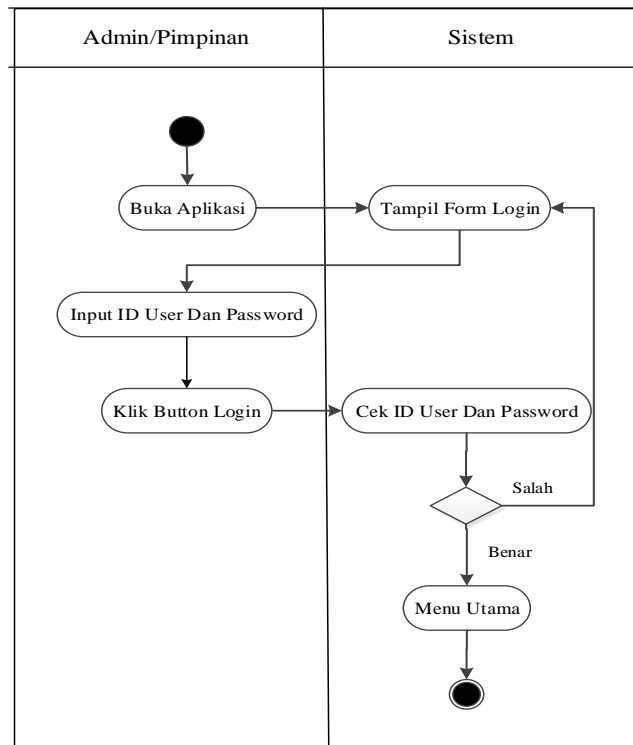 Admin/Pimpinan
Sistem
Buka Aplikasi
Tampil Form Login
Input ID User Dan Password
Klik Button Login
Cek ID User Dan Password
Salah
Benar
Menu Utama